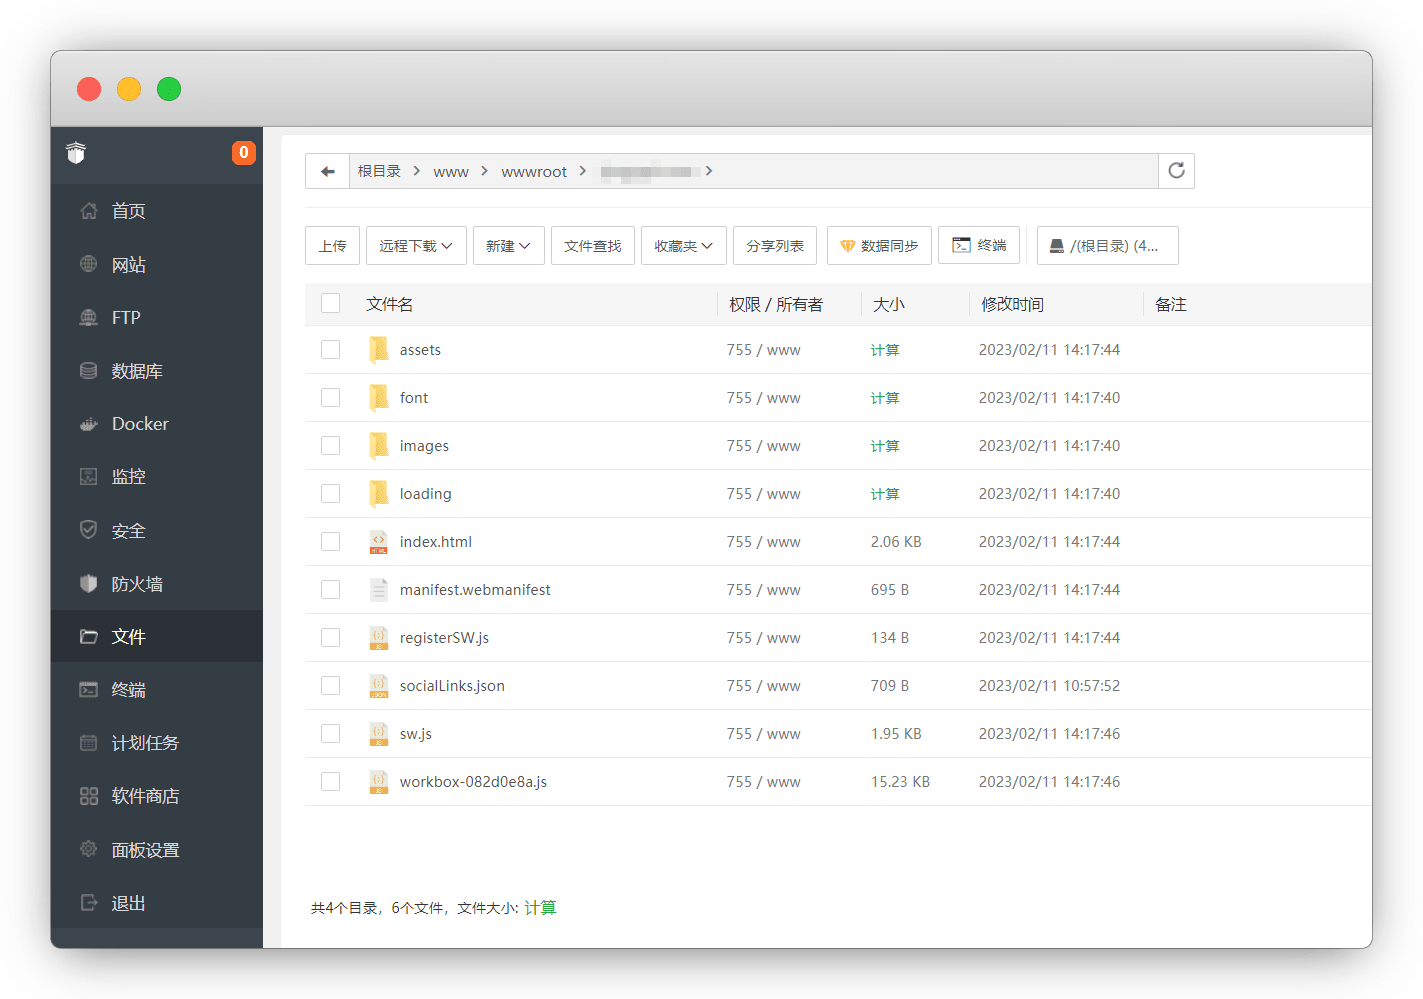 0
首页
网站
FTP
数据库
Docker
监控
安全
防火墙
文件
终端
计划任务
软件商店
面板设置
退出
根目录 www wwwroot
上传 远程下载 新建 文件查找 收藏夹 分享列表 数据同步 终端 /(根目录) (4...
文件名 权限 / 所有者 大小 修改时间 备注
assets 755 / www 计算 2023/02/11 14:17:44
font 755 / www 计算 2023/02/11 14:17:40
images 755 / www 计算 2023/02/11 14:17:40
loading 755 / www 计算 2023/02/11 14:17:40
index.html 755 / www 2.06 KB 2023/02/11 14:17:44
manifest.webmanifest 755 / www 695 B 2023/02/11 14:17:44
registerSW.js 755 / www 134 B 2023/02/11 14:17:44
socialLinks.json 755 / www 709 B 2023/02/11 10:57:52
sw.js 755 / www 1.95 KB 2023/02/11 14:17:46
workbox-082d0e8a.js 755 / www 15.23 KB 2023/02/11 14:17:46
共4个目录，6个文件，文件大小: 计算